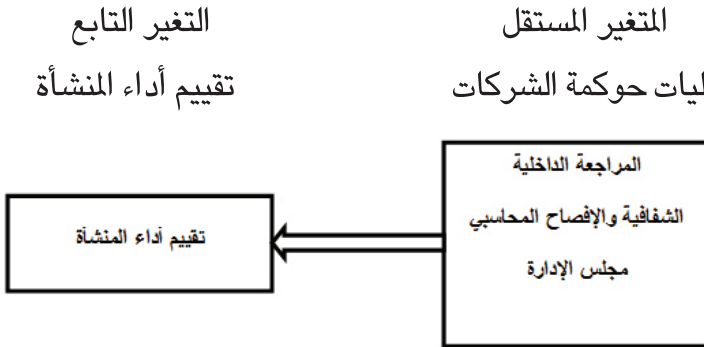 المتغير المستقل
ليات حوكمة الشركات
المراجعة الداخلية
الشفافية والإفصاح المحاسبي
مجلس الإدارة
التغير التابع
تقييم أداء المنشأة
تقييم أداء المنشأة